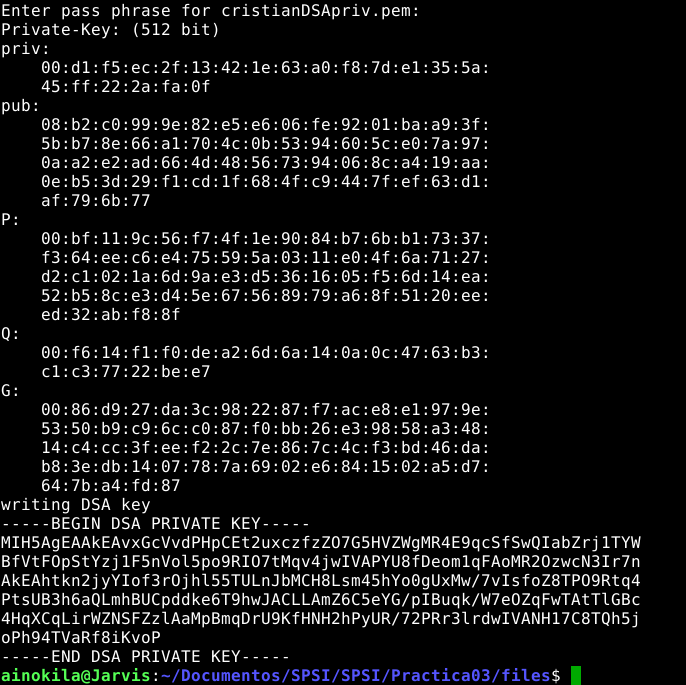 Enter pass phrase for cristianDSApriv.pem:
Private-Key: (512 bit)
priv:
00:d1:f5:ec:2f:13:42:1e:63:a0:f8:7d:e1:35:5a:
45:ff:22:2a:fa:0f
pub:
08:b2:c0:99:9e:82:e5:e6:06:fe:92:01:ba:a9:3f:
5b:b7:8e:66:a1:70:4c:0b:53:94:60:5c:e0:7a:97:
0a:a2:e2:ad:66:4d:48:56:73:94:06:8c:a4:19:aa:
0e:b5:3d:29:f1:cd:1f:68:4f:c9:44:7f:ef:63:d1:
af:79:6b:77
P:
00:bf:11:9c:56:f7:4f:1e:90:84:b7:6b:b1:73:37:
f3:64:ee:c6:e4:75:59:5a:03:11:e0:4f:6a:71:27:
d2:c1:02:1a:6d:9a:e3:d5:36:16:05:f5:6d:14:ea:
52:b5:8c:e3:d4:5e:67:56:89:79:a6:8f:51:20:ee:
ed:32:ab:f8:8f
Q:
00:f6:14:f1:f0:de:a2:6d:6a:14:0a:0c:47:63:b3:
c1:c3:77:22:be:e7
G:
00:86:d9:27:da:3c:98:22:87:f7:ac:e8:e1:97:9e:
53:50:b9:c9:6c:c0:87:f0:bb:26:e3:98:58:a3:48:
14:c4:cc:3f:ee:f2:2c:7e:86:7c:4c:f3:bd:46:da:
b8:3e:db:14:07:78:7a:69:02:e6:84:15:02:a5:d7:
64:7b:a4:fd:87
writing DSA key
-----BEGIN DSA PRIVATE KEY-----
MIH5AgEAAkEAvxGcVvdPHpCEt2uxczfzZO7G5HVZWgMR4E9qcSfSwQIabZrj1TYW
BfVtFOpStYzj1F5nVol5po9RIO7tMqv4jwIVAPYU8fDeom1qFAoMR2OzwcN3Ir7n
AkEAhtkn2jyYIof3rOjhl55TULnJbMCH8Lsm45hYo0gUxMw/7vIsfoZ8TPO9Rtq4
PtsUB3h6aQLmhBUCpddke6T9hwJACLLAmZ6C5eYG/pIBuqk/W7eOZqFwTAtTlGBc
4HqXCqLirWZNSFZzlAaMpBmqDrU9KfHNH2hPyUR/72PRr3lrdwIVANH17C8TQh5j
oPh94TVaRf8iKvoP
-----END DSA PRIVATE KEY-----
ainokila@Jarvis:~/Documentos/SPSI/SPSI/Practica03/files$